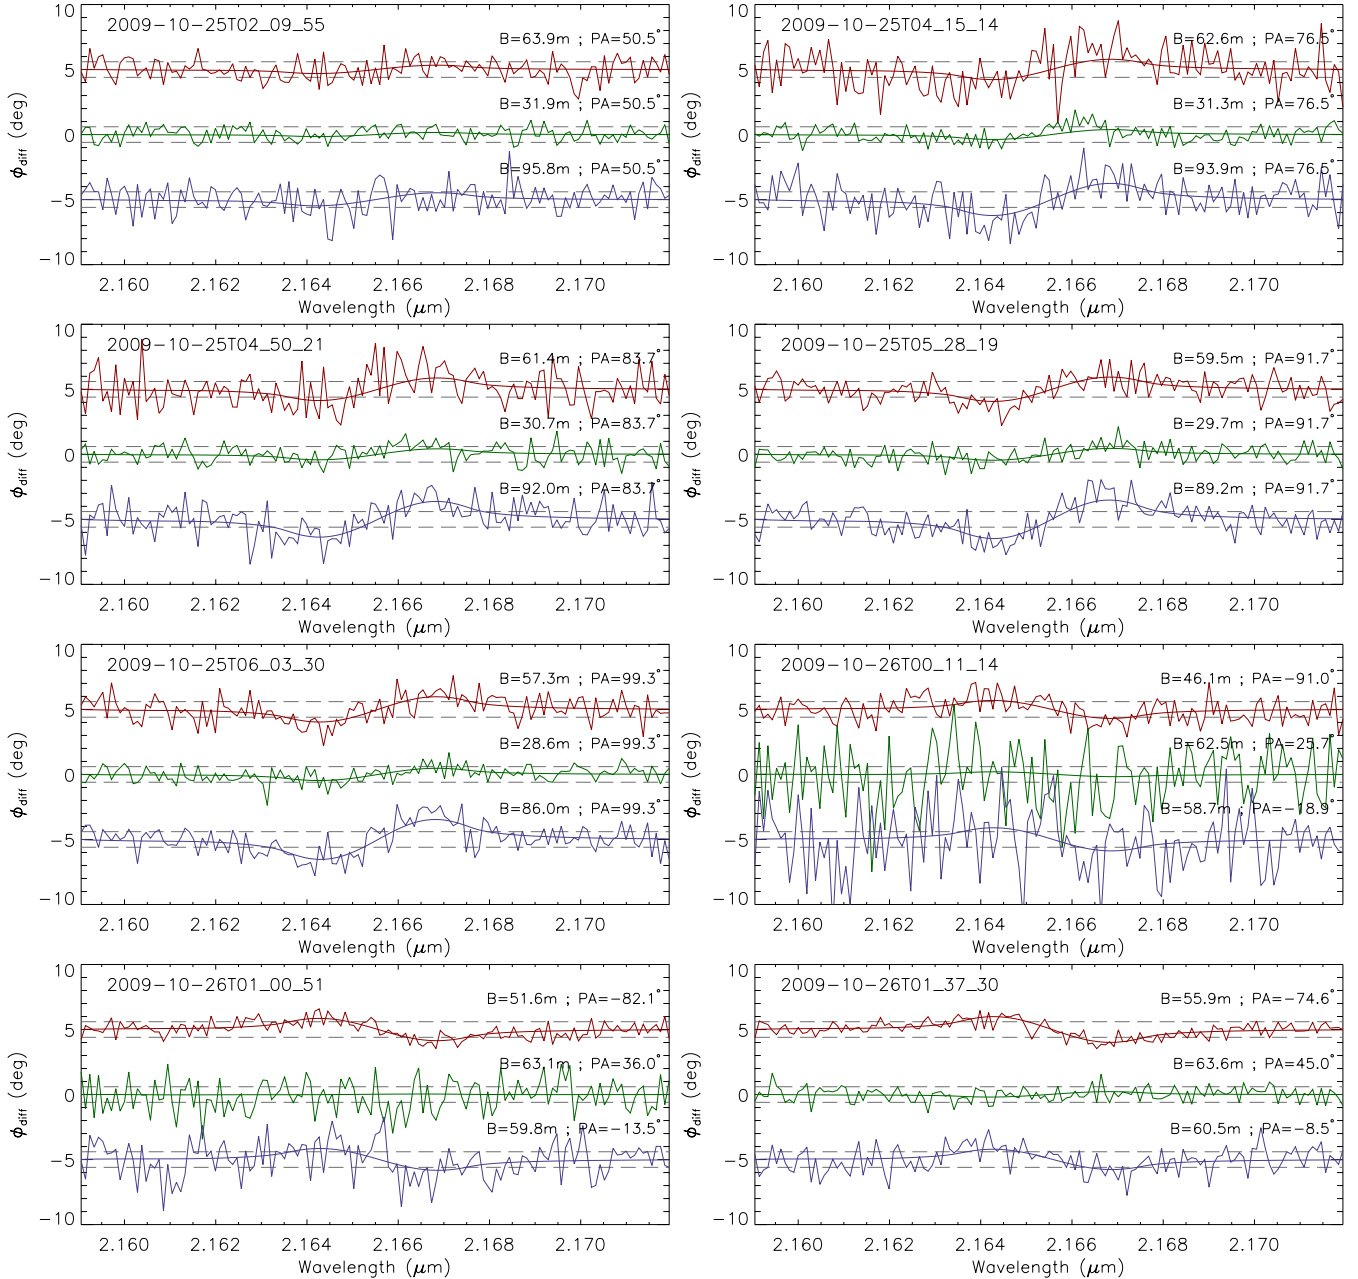 2009-10-25T02_09_55
B=63.9m ; PA=50.5°
B=31.9m ; PA=50.5°
B=95.8m ; PA=50.5°
10
5
0
−5
−10
ϕdiff (deg)
2.160 2.162 2.164 2.166 2.168 2.170
Wavelength (μm)
2009-10-25T04_15_14
B=62.6m ; PA=76.5°
B=31.3m ; PA=76.5°
B=93.9m ; PA=76.5°
10
5
0
−5
−10
ϕdiff (deg)
2.160 2.162 2.164 2.166 2.168 2.170
Wavelength (μm)
2009-10-25T04_50_21
B=61.4m ; PA=83.7°
B=30.7m ; PA=83.7°
B=92.0m ; PA=83.7°
10
5
0
−5
−10
ϕdiff (deg)
2.160 2.162 2.164 2.166 2.168 2.170
Wavelength (μm)
2009-10-25T05_28_19
B=59.5m ; PA=91.7°
B=29.7m ; PA=91.7°
B=89.2m ; PA=91.7°
10
5
0
−5
−10
ϕdiff (deg)
2.160 2.162 2.164 2.166 2.168 2.170
Wavelength (μm)
2009-10-25T06_03_30
B=57.3m ; PA=99.3°
B=28.6m ; PA=99.3°
B=86.0m ; PA=99.3°
10
5
0
−5
−10
ϕdiff (deg)
2.160 2.162 2.164 2.166 2.168 2.170
Wavelength (μm)
2009-10-26T00_11_14
B=46.1m ; PA=−91.0°
B=62.5m ; PA=25.7°
B=58.7m ; PA=−18.9°
10
5
0
−5
−10
ϕdiff (deg)
2.160 2.162 2.164 2.166 2.168 2.170
Wavelength (μm)
2009-10-26T01_00_51
B=51.6m ; PA=−82.1°
B=63.1m ; PA=36.0°
B=59.8m ; PA=−13.5°
10
5
0
−5
−10
ϕdiff (deg)
2.160 2.162 2.164 2.166 2.168 2.170
Wavelength (μm)
2009-10-26T01_37_30
B=55.9m ; PA=−74.6°
B=63.6m ; PA=45.0°
B=60.5m ; PA=−8.5°
10
5
0
−5
−10
ϕdiff (deg)
2.160 2.162 2.164 2.166 2.168 2.170
Wavelength (μm)